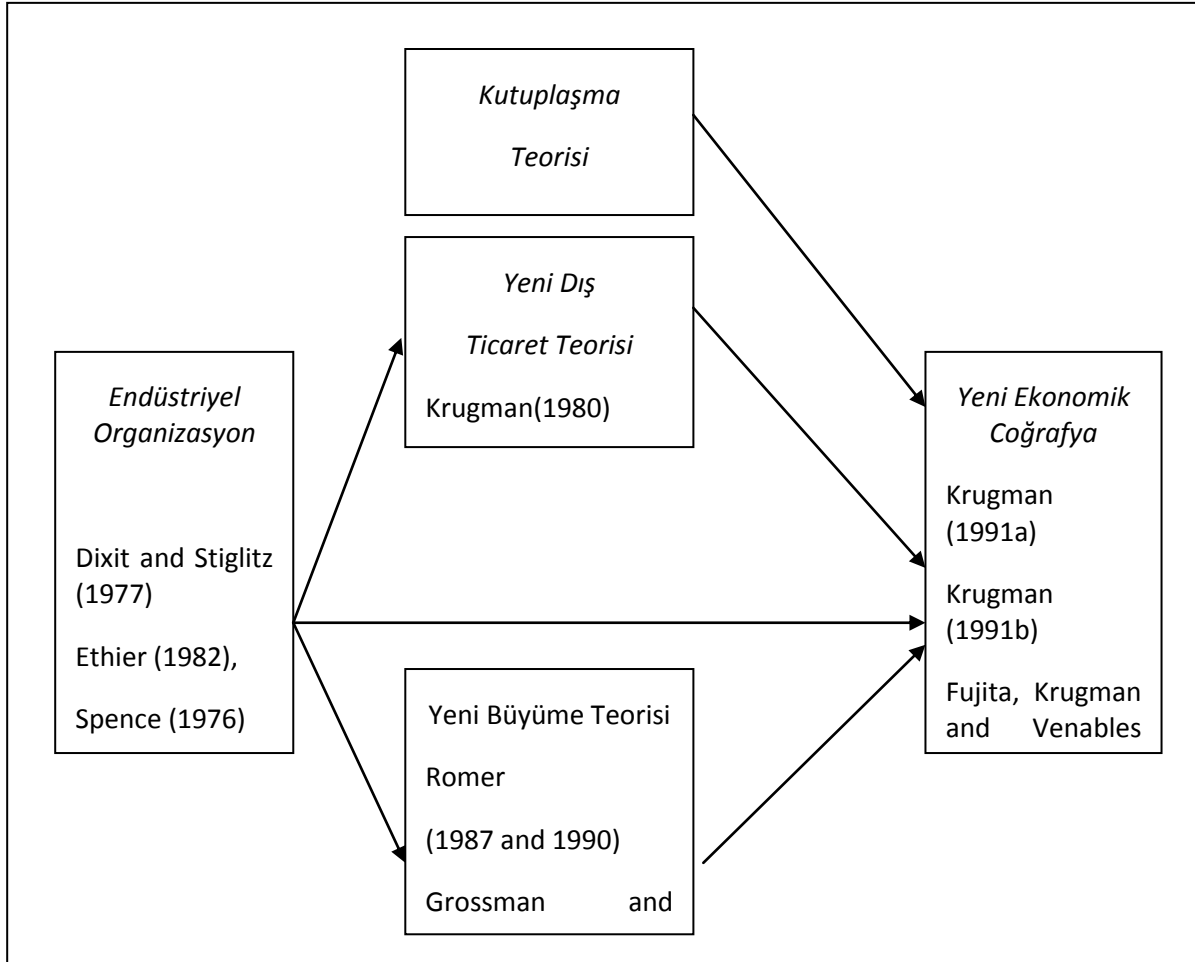 Kutuplaşma
Teorisi
Yeni Dış
Ticaret Teorisi
Krugman(1980)
Endüstriyel
Organizasyon
Dixit and Stiglitz
(1977)
Ethier (1982),
Spence (1976)
Yeni Büyüme Teorisi
Romer
(1987 and 1990)
Grossman and
Yeni Ekonomik
Coğrafya
Krugman
(1991a)
Krugman
(1991b)
Fujita, Krugman
and Venables